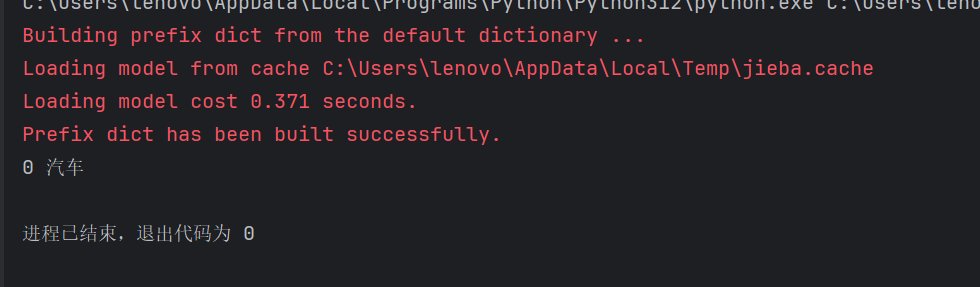 C:\Users\lenovo\AppData\Local\Programs\Python\Python312\python.exe C:\Users\leno
Building prefix dict from the default dictionary ...
Loading model from cache C:\Users\lenovo\AppData\Local\Temp\jieba.cache
Loading model cost 0.371 seconds.
Prefix dict has been built successfully.
0 汽车
进程已结束，退出代码为 0